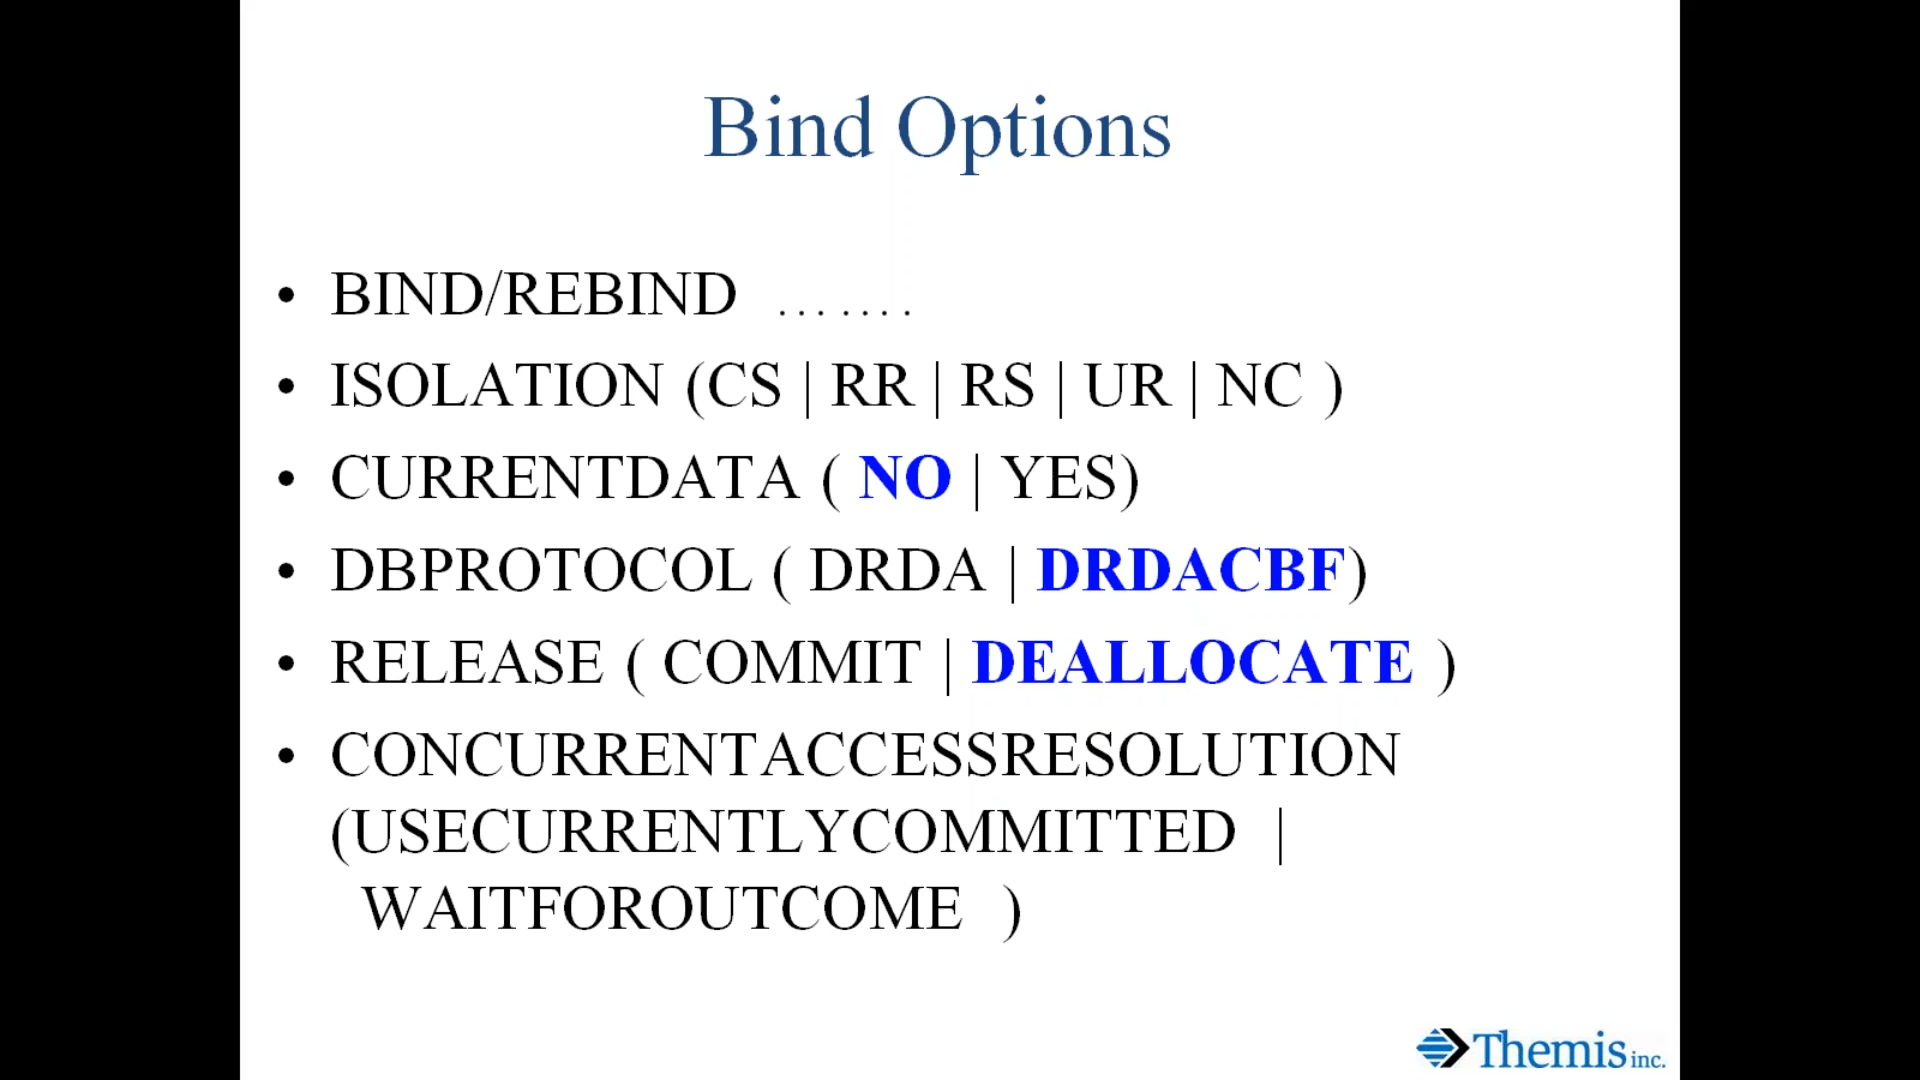 Bind Options
• BIND/REBIND …….
• ISOLATION (CS | RR | RS | UR | NC )
• CURRENTDATA ( NO | YES)
• DBPROTOCOL ( DRDA | DRDACBF)
• RELEASE ( COMMIT | DEALLOCATE )
• CONCURRENTACCESSRESOLUTION
(USECURRENTLYCOMMITTED |
WAITFOROUTCOME )
Themis inc.